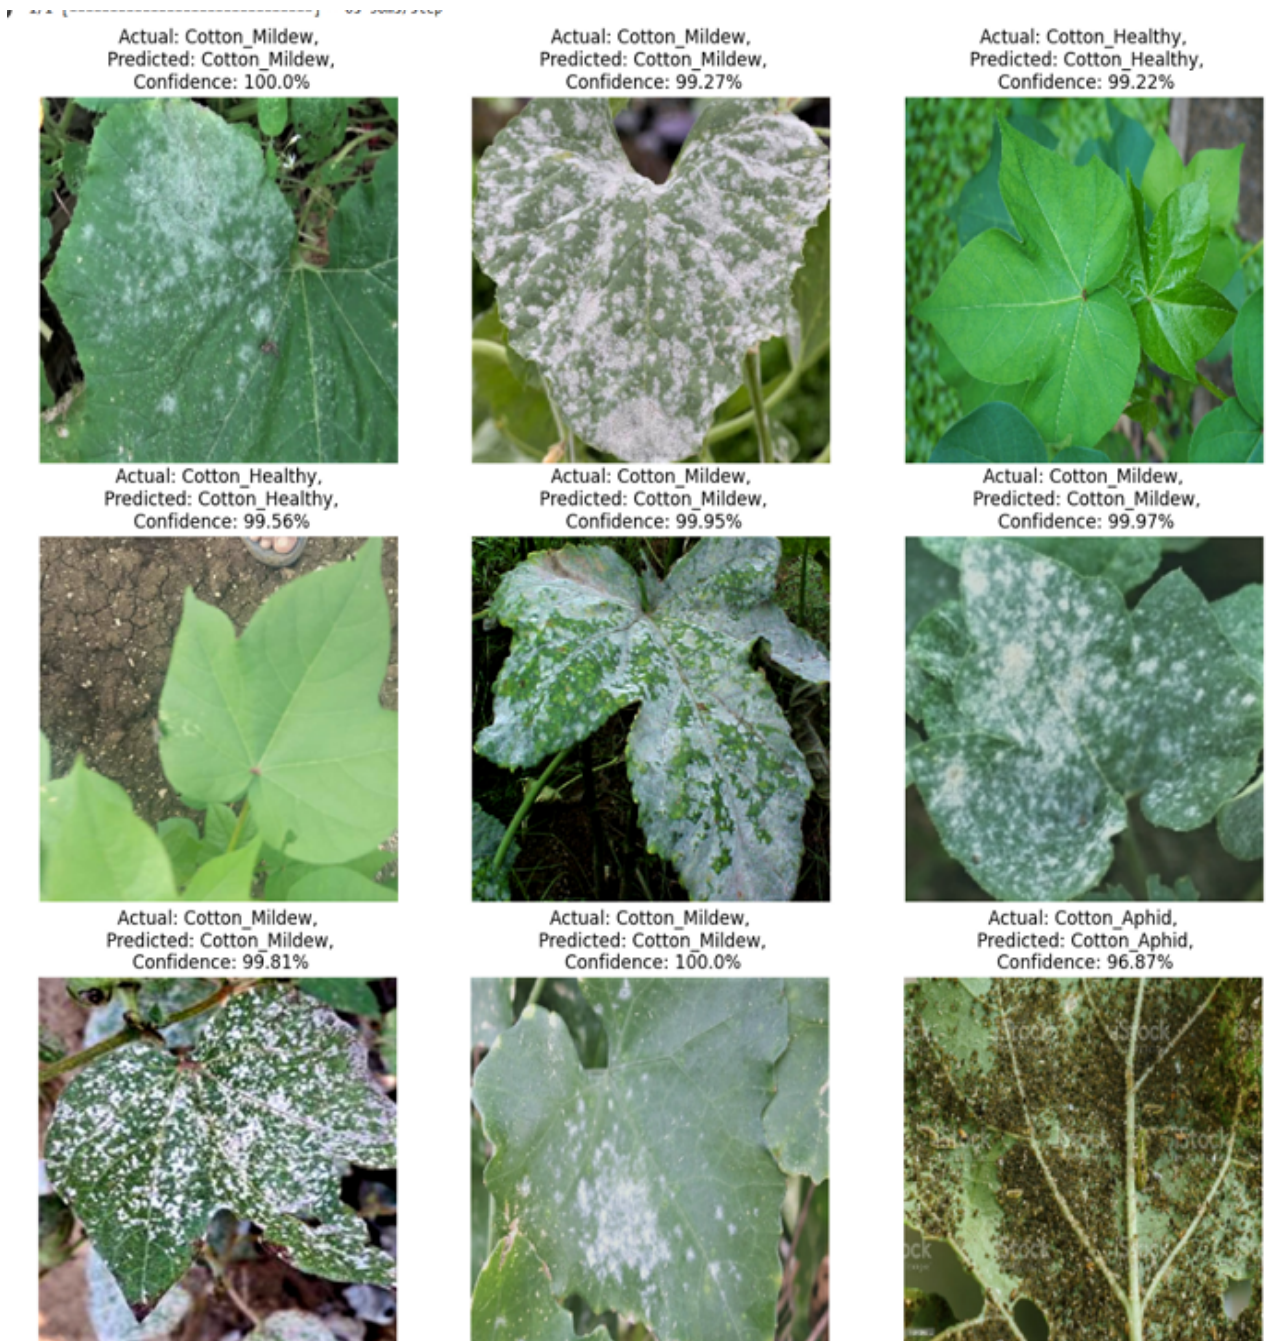 Actual: Cotton_Mildew,
Predicted: Cotton_Mildew,
Confidence: 100.0%
Actual: Cotton_Mildew,
Predicted: Cotton_Mildew,
Confidence: 99.27%
Actual: Cotton_Healthy,
Predicted: Cotton_Healthy,
Confidence: 99.22%
Actual: Cotton_Healthy,
Predicted: Cotton_Healthy,
Confidence: 99.56%
Actual: Cotton_Mildew,
Predicted: Cotton_Mildew,
Confidence: 99.95%
Actual: Cotton_Mildew,
Predicted: Cotton_Mildew,
Confidence: 99.97%
Actual: Cotton_Mildew,
Predicted: Cotton_Mildew,
Confidence: 99.81%
Actual: Cotton_Mildew,
Predicted: Cotton_Mildew,
Confidence: 100.0%
Actual: Cotton_Aphid,
Predicted: Cotton_Aphid,
Confidence: 96.87%
iStock